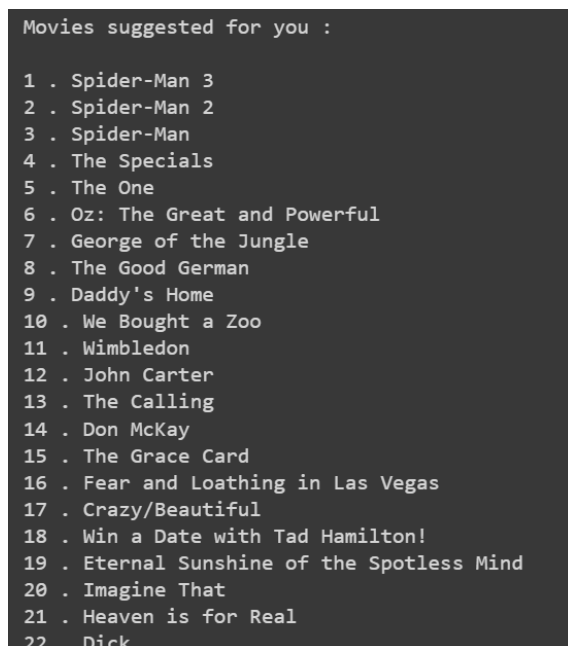 Movies suggested for you :
1 . Spider-Man 3
2 . Spider-Man 2
3 . Spider-Man
4 . The Specials
5 . The One
6 . Oz: The Great and Powerful
7 . George of the Jungle
8 . The Good German
9 . Daddy's Home
10 . We Bought a Zoo
11 . Wimbledon
12 . John Carter
13 . The Calling
14 . Don McKay
15 . The Grace Card
16 . Fear and Loathing in Las Vegas
17 . Crazy/Beautiful
18 . Win a Date with Tad Hamilton!
19 . Eternal Sunshine of the Spotless Mind
20 . Imagine That
21 . Heaven is for Real
22 . Dick